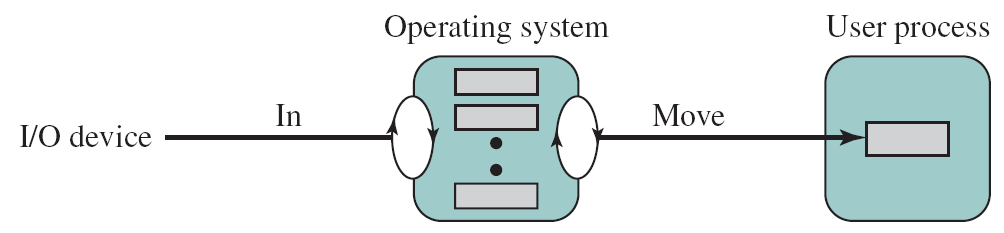 Operating system
User process
I/O device
In
Move